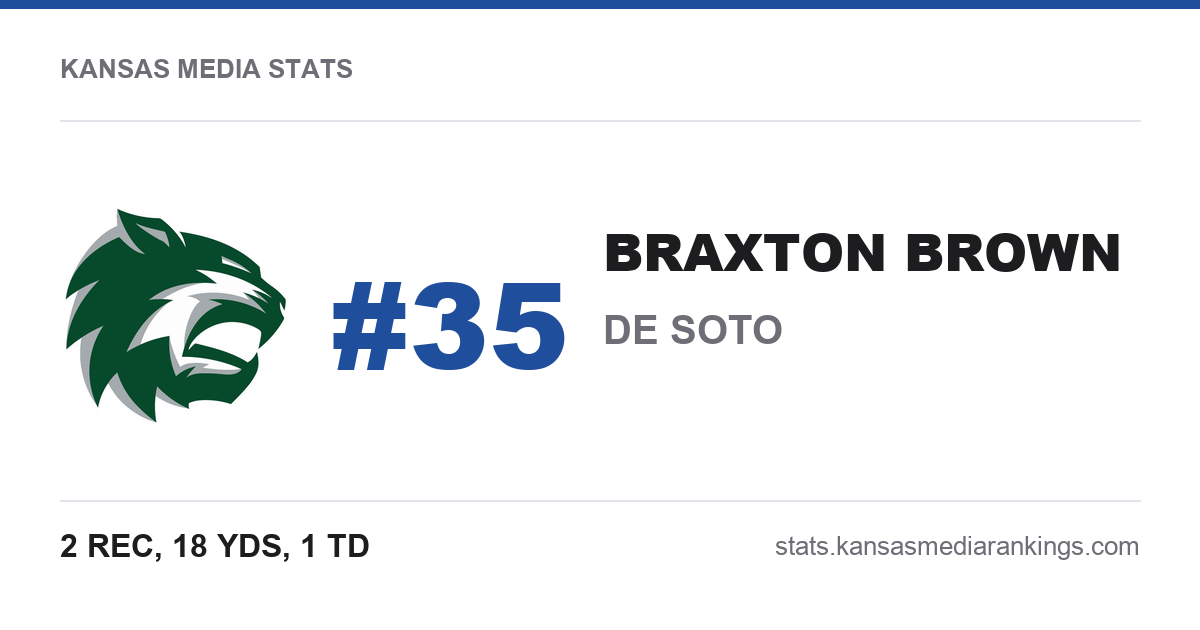 KANSAS MEDIA STATS
#35
BRAXTON BROWN
DE SOTO
2 REC, 18 YDS, 1 TD
stats.kansasmediarankings.com